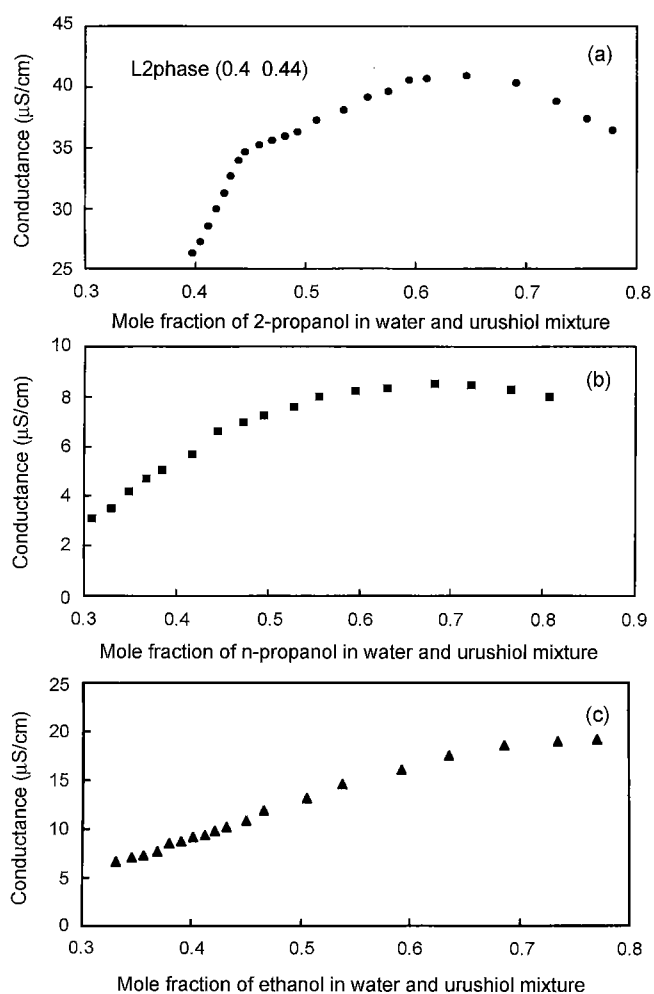 45
40
35
30
25
Conductance (µS/cm)
L2phase (0.4 0.44)
(a)
0.3 0.4 0.5 0.6 0.7 0.8
Mole fraction of 2-propanol in water and urushiol mixture
10
8
6
4
2
0
Conductance (µS/cm)
(b)
0.3 0.4 0.5 0.6 0.7 0.8 0.9
Mole fraction of n-propanol in water and urushiol mixture
25
20
15
10
5
0
Conductance (µS/cm)
(c)
0.3 0.4 0.5 0.6 0.7 0.8
Mole fraction of ethanol in water and urushiol mixture